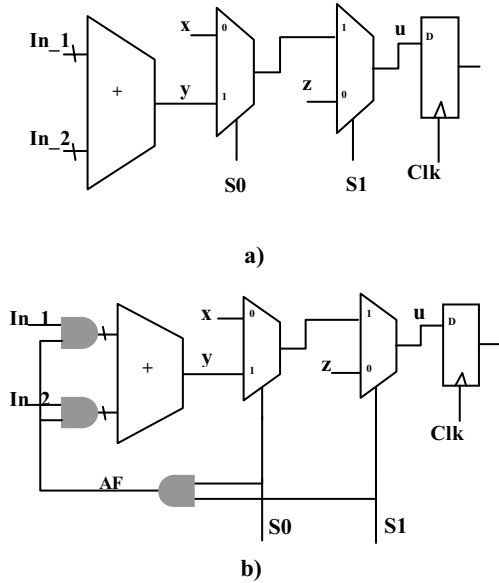 In_1
In_2
+
x
y
0
1
S0
z
1
0
S1
u
D
Clk
a)
In_1
In_2
+
x
y
0
1
z
1
0
u
D
Clk
AF
S0
S1
b)